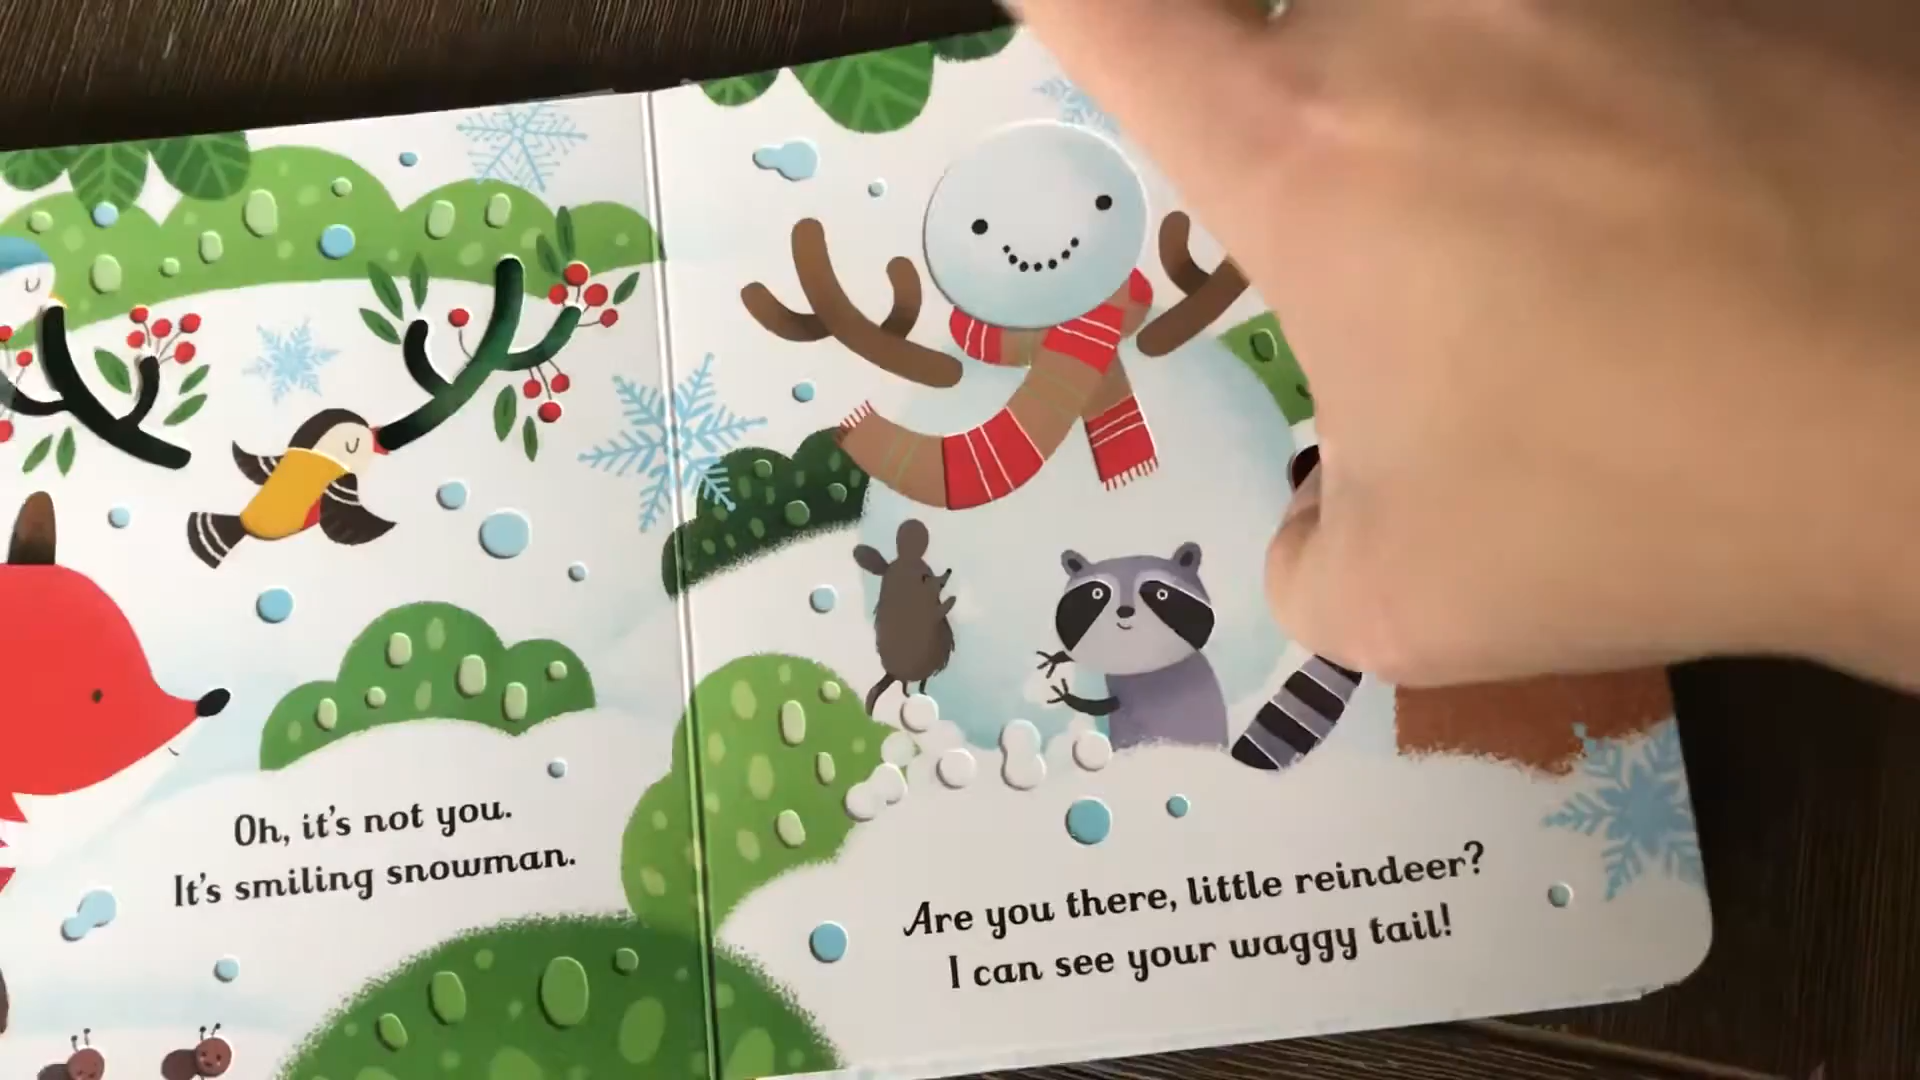 Oh, it's not you.
It's smiling snowman.
Are you there, little reindeer?
I can see your waggy tail!